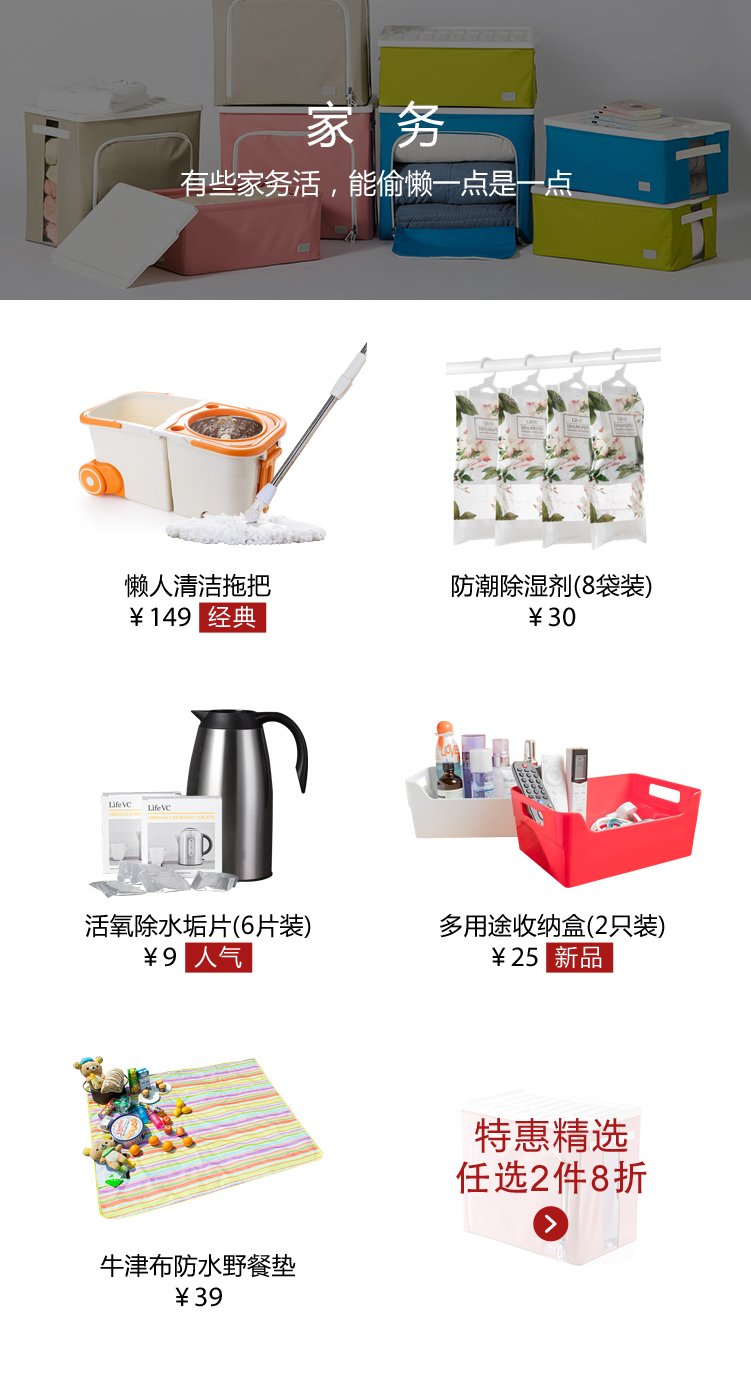 家务
有些家务活，能偷懒一点是一点
懒人清洁拖把
¥149 经典
防潮除湿剂(8袋装)
¥30
LifeVC
LifeVC
活氧除水垢片(6片装)
¥9 人气
多用途收纳盒(2只装)
¥25 新品
牛津布防水野餐垫
¥39
特惠精选
任选2件8折